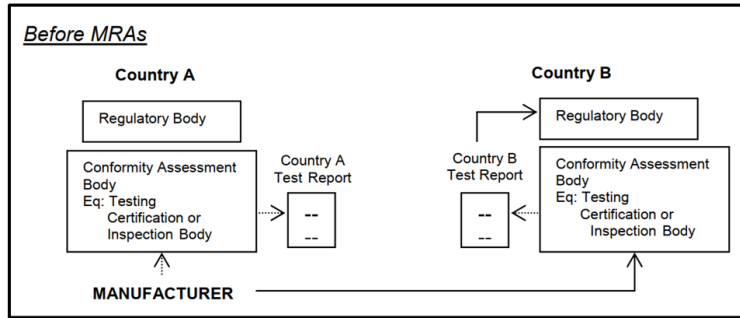 Before MRAs
Country A
Country B
Regulatory Body
Regulatory Body
Conformity Assessment
Body
Eq: Testing
Certification or
Inspection Body
Country A
Test Report
--
--
Country B
Test Report
--
--
Conformity Assessment
Body
Eq: Testing
Certification or
Inspection Body
MANUFACTURER